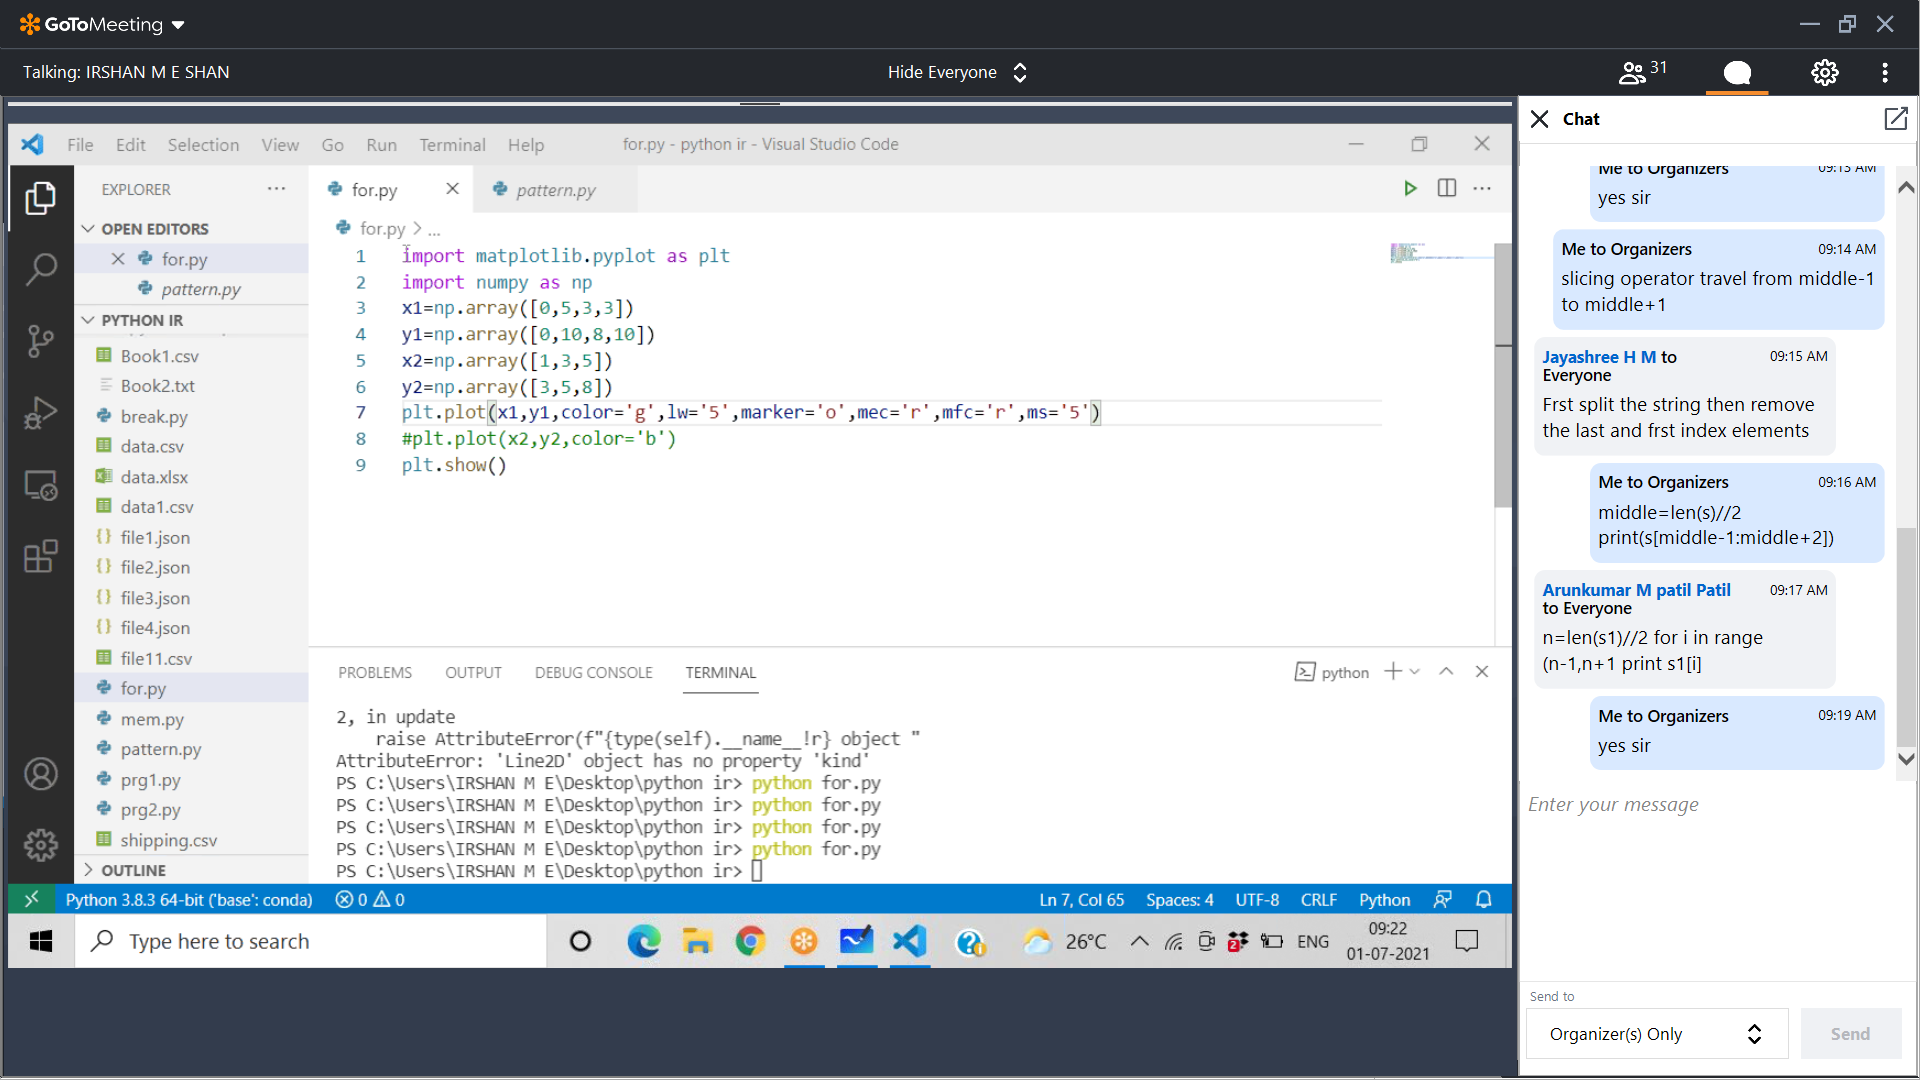 GoToMeeting
Talking: IRSHAN M E SHAN
Hide Everyone
31
File Edit Selection View Go Run Terminal Help
for.py - python ir - Visual Studio Code
EXPLORER
OPEN EDITORS
for.py
pattern.py
PYTHON IR
Book1.csv
Book2.txt
break.py
data.csv
data.xlsx
data1.csv
file1.json
file2.json
file3.json
file4.json
file11.csv
for.py
mem.py
pattern.py
prg1.py
prg2.py
shipping.csv
OUTLINE
for.py
pattern.py
for.py > ...
1 import matplotlib.pyplot as plt
2 import numpy as np
3 x1=np.array([0,5,3,3])
4 y1=np.array([0,10,8,10])
5 x2=np.array([1,3,5])
6 y2=np.array([3,5,8])
7 plt.plot(x1,y1,color='g',lw='5',marker='o',mec='r',mfc='r',ms='5')
8 #plt.plot(x2,y2,color='b')
9 plt.show()
PROBLEMS OUTPUT DEBUG CONSOLE TERMINAL
python
2, in update
raise AttributeError(f"{type(self).__name__!r} object "
AttributeError: 'Line2D' object has no property 'kind'
PS C:\Users\IRSHAN M E\Desktop\python ir> python for.py
PS C:\Users\IRSHAN M E\Desktop\python ir> python for.py
PS C:\Users\IRSHAN M E\Desktop\python ir> python for.py
PS C:\Users\IRSHAN M E\Desktop\python ir> python for.py
PS C:\Users\IRSHAN M E\Desktop\python ir>
Python 3.8.3 64-bit ('base': conda) 0 0
Ln 7, Col 65 Spaces: 4 UTF-8 CRLF Python
Type here to search
2
26°C
ENG
09:22
01-07-2021
Chat
Me to Organizers 09:13 AM
yes sir
Me to Organizers 09:14 AM
slicing operator travel from middle-1
to middle+1
Jayashree H M to 09:15 AM
Everyone
Frst split the string then remove
the last and frst index elements
Me to Organizers 09:16 AM
middle=len(s)//2
print(s[middle-1:middle+2])
Arunkumar M patil Patil 09:17 AM
to Everyone
n=len(s1)//2 for i in range
(n-1,n+1 print s1[i]
Me to Organizers 09:19 AM
yes sir
Enter your message
Send to
Organizer(s) Only
Send